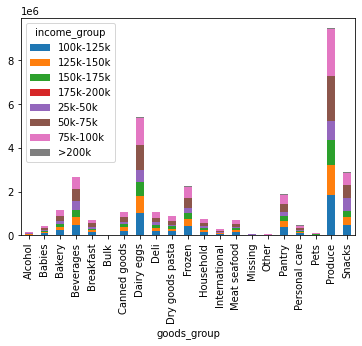 1e6
income_group
100k-125k
125k-150k
150k-175k
175k-200k
25k-50k
50k-75k
75k-100k
>200k
8
6
4
2
0
Alcohol
Babies
Bakery
Beverages
Breakfast
Bulk
Canned goods
Dairy eggs
Deli
Dry goods pasta
Frozen
Household
International
Meat seafood
Missing
Other
Pantry
Personal care
Pets
Produce
Snacks
goods_group